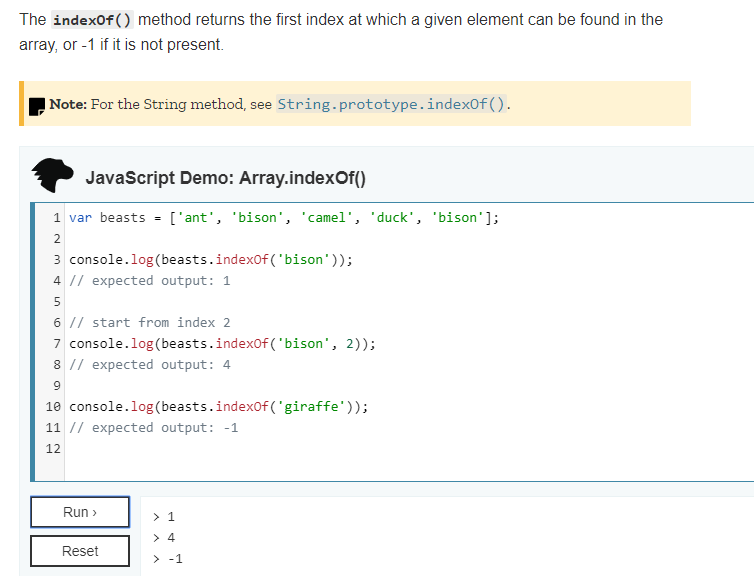 The indexOf() method returns the first index at which a given element can be found in the
array, or -1 if it is not present.
Note: For the String method, see String.prototype.indexOf().
JavaScript Demo: Array.indexOf()
1 var beasts = ['ant', 'bison', 'camel', 'duck', 'bison'];
2
3 console.log(beasts.indexOf('bison'));
4 // expected output: 1
5
6 // start from index 2
7 console.log(beasts.indexOf('bison', 2));
8 // expected output: 4
9
10 console.log(beasts.indexOf('giraffe'));
11 // expected output: -1
12
Run ›
> 1
> 4
Reset
> -1